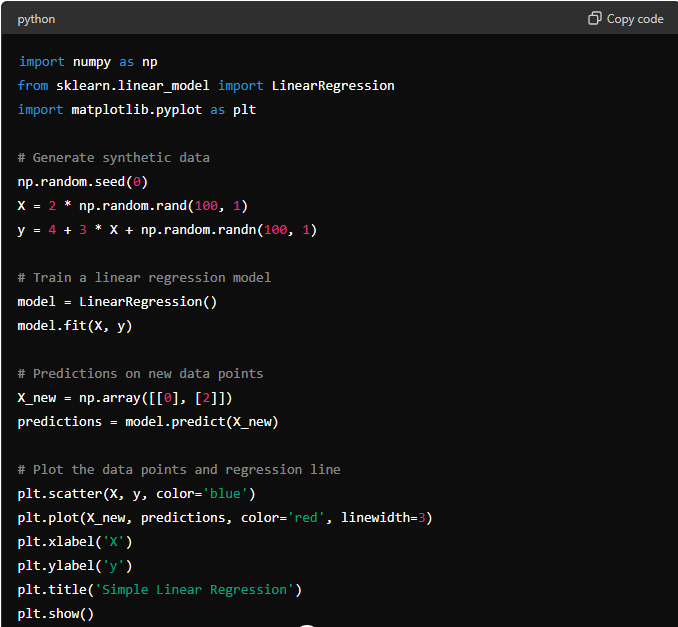 python
Copy code
import numpy as np
from sklearn.linear_model import LinearRegression
import matplotlib.pyplot as plt
# Generate synthetic data
np.random.seed(0)
X = 2 * np.random.rand(100, 1)
y = 4 + 3 * X + np.random.randn(100, 1)
# Train a linear regression model
model = LinearRegression()
model.fit(X, y)
# Predictions on new data points
X_new = np.array([[0], [2]])
predictions = model.predict(X_new)
# Plot the data points and regression line
plt.scatter(X, y, color='blue')
plt.plot(X_new, predictions, color='red', linewidth=3)
plt.xlabel('X')
plt.ylabel('y')
plt.title('Simple Linear Regression')
plt.show()